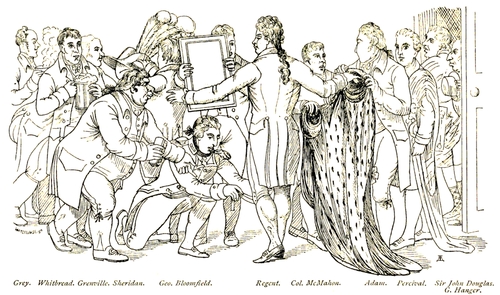 Grey. Whitbread. Grenville. Sheridan. Geo. Bloomfield. Regent. Col. McMahon. Adam. Percival. Sir John Douglas.
G. Hanger.